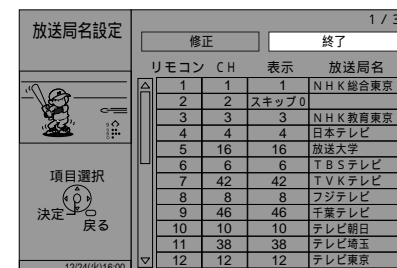 放送局名設定
1 / 3
修正 終了
リモコン CH 表示 放送局名
1 1 1 NHK総合東京
2 2 スキップ0
3 3 3 NHK教育東京
4 4 4 日本テレビ
5 16 16 放送大学
6 6 6 TBSテレビ
7 42 42 TVKテレビ
8 8 8 フジテレビ
9 46 46 千葉テレビ
10 10 10 テレビ朝日
11 38 38 テレビ埼玉
12 12 12 テレビ東京
項目選択
決定
戻る
12/24(火)16:00